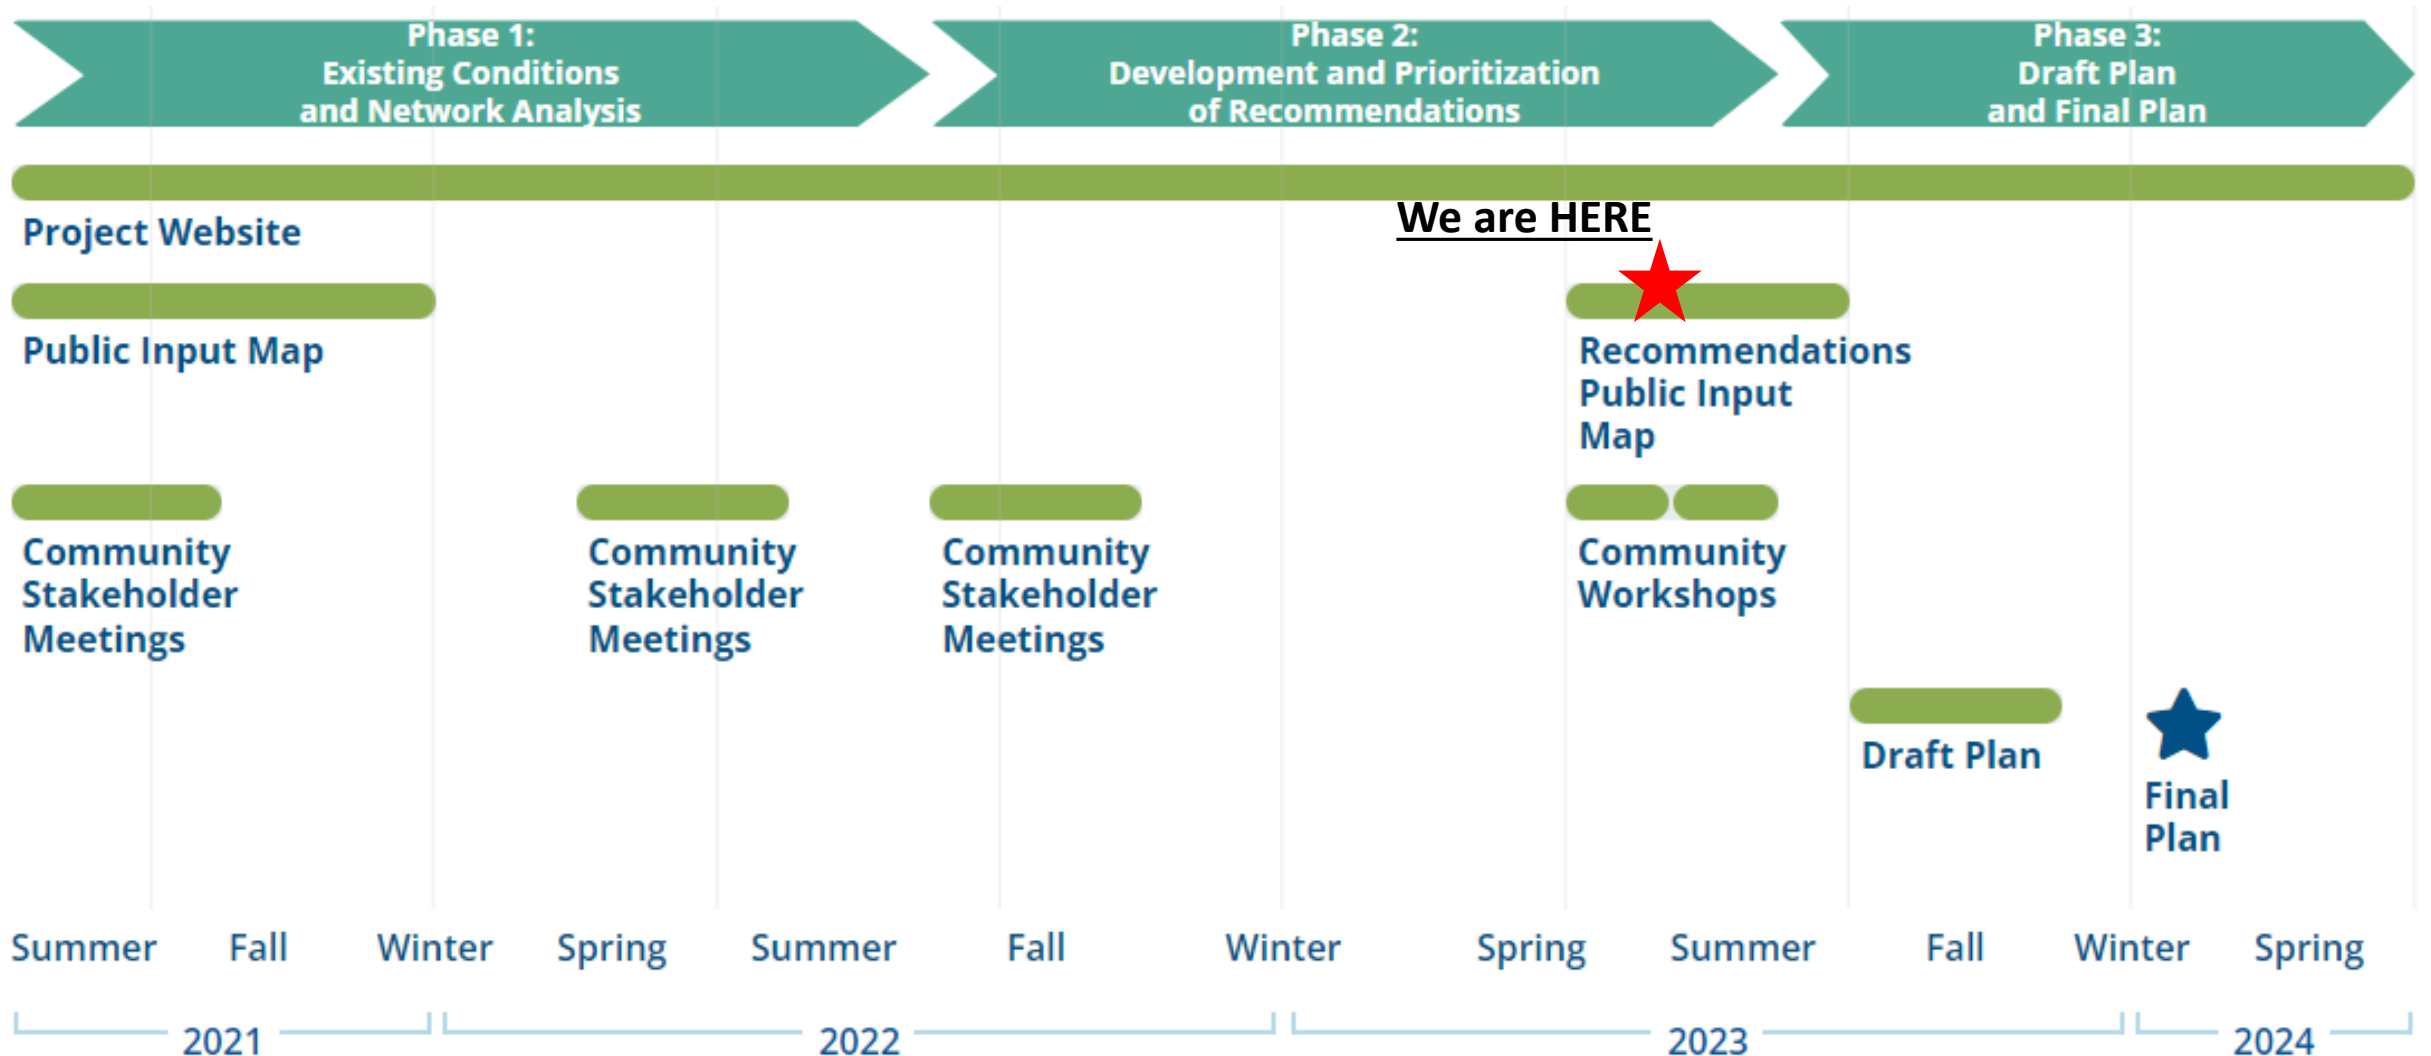 Phase 1:
Existing Conditions
and Network Analysis
Phase 2:
Development and Prioritization
of Recommendations
Phase 3:
Draft Plan
and Final Plan
Project Website
We are HERE
Public Input Map
Recommendations
Public Input
Map
Community
Stakeholder
Meetings
Community
Stakeholder
Meetings
Community
Stakeholder
Meetings
Community
Workshops
Draft Plan
Final
Plan
Summer Fall Winter Spring Summer Fall Winter Spring Summer Fall Winter Spring
2021 2022 2023 2024